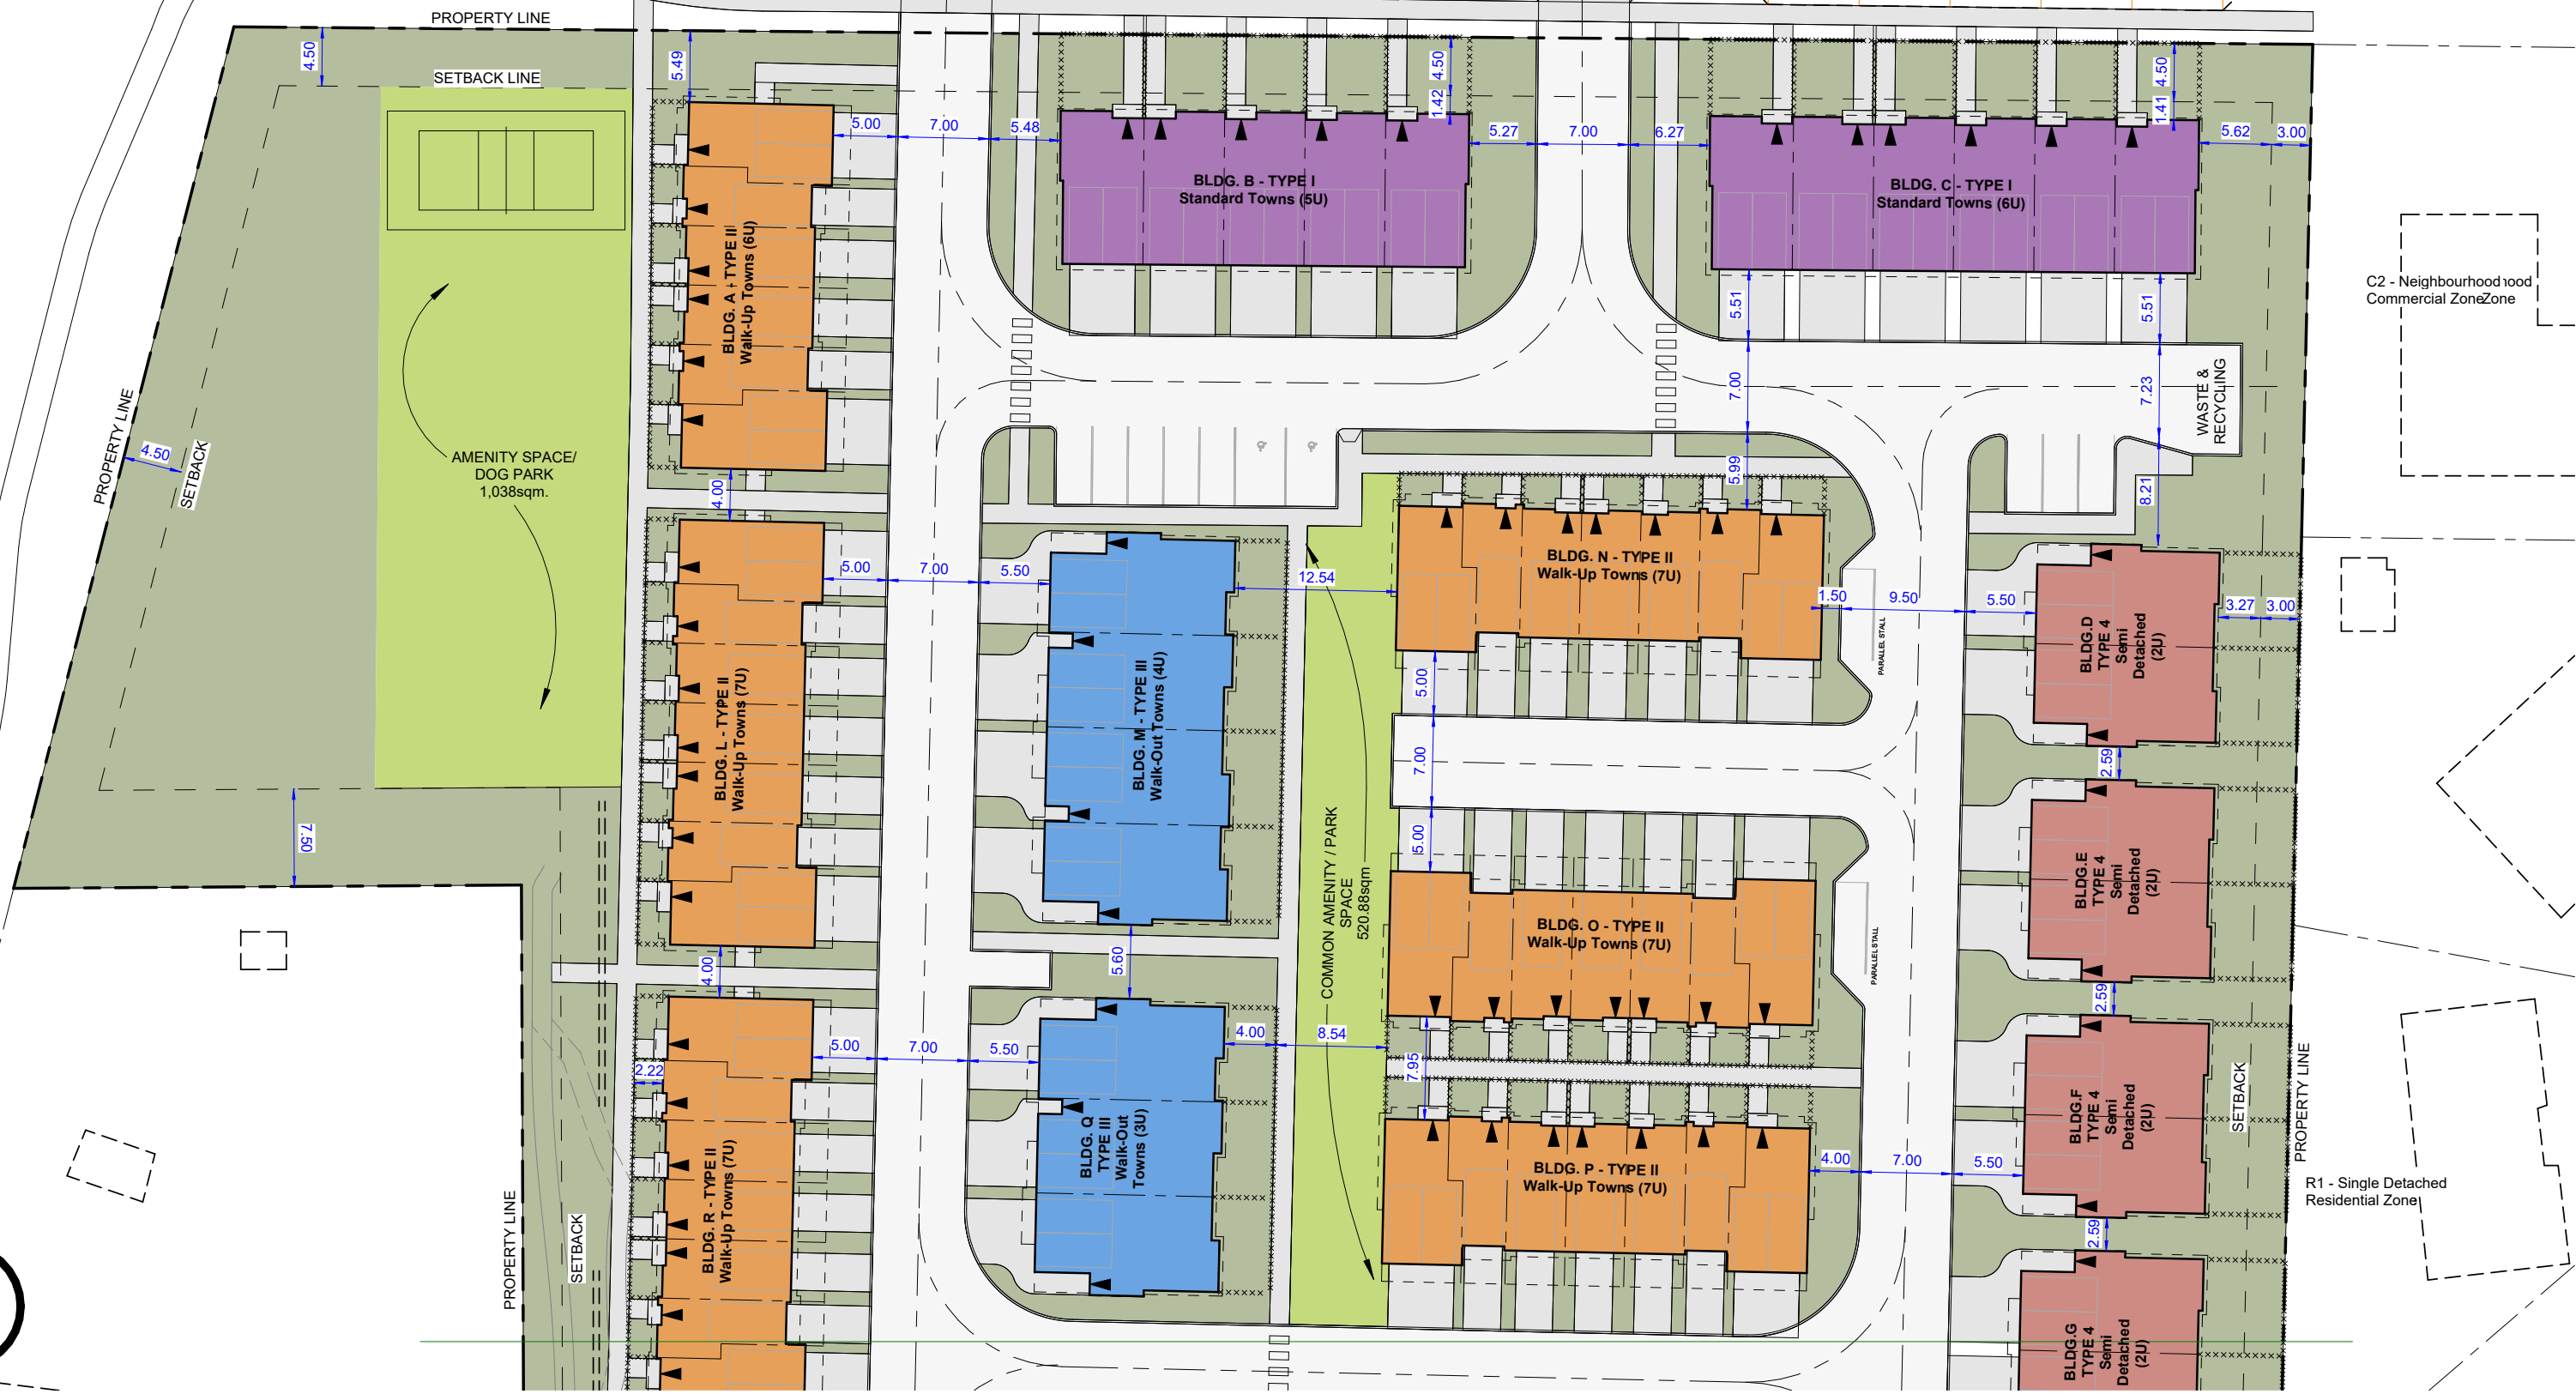 PROPERTY LINE
4.50
SETBACK LINE
5.49
5.00
7.00
5.48
4.50
1.42
5.27
7.00
6.27
4.50
1.41
5.62
3.00
BLDG. A - TYPE II
Walk-Up Towns (6U)
BLDG. B - TYPE I
Standard Towns (5U)
BLDG. C - TYPE I
Standard Towns (6U)
C2 - Neighbourhood
Commercial Zone
5.51
5.51
7.00
7.23
WASTE &
RECYCLING
PROPERTY LINE
4.50
SETBACK
AMENITY SPACE/
DOG PARK
1,038sqm.
4.00
5.99
8.21
BLDG. L - TYPE II
Walk-Up Towns (7U)
5.00
7.00
5.50
BLDG. M - TYPE III
Walk-Out Towns (4U)
12.54
BLDG. N - TYPE II
Walk-Up Towns (7U)
1.50
9.50
5.50
PARALLEL STALL
BLDG.D
TYPE 4
Semi
Detached
(2U)
3.27
3.00
5.00
7.00
5.00
2.59
7.50
COMMON AMENITY / PARK
SPACE
520.88sqm
BLDG.E
TYPE 4
Semi
Detached
(2U)
BLDG. O - TYPE II
Walk-Up Towns (7U)
PARALLEL STALL
4.00
5.60
2.59
5.00
7.00
5.50
4.00
8.54
7.95
2.22
BLDG. R - TYPE II
Walk-Up Towns (7U)
BLDG. Q
TYPE III
Walk-Out
Towns (3U)
BLDG. P - TYPE II
Walk-Up Towns (7U)
4.00
7.00
5.50
BLDG.F
TYPE 4
Semi
Detached
(2U)
SETBACK
PROPERTY LINE
R1 - Single Detached
Residential Zone
PROPERTY LINE
SETBACK
2.59
BLDG.G
TYPE 4
Semi
Detached
(2U)